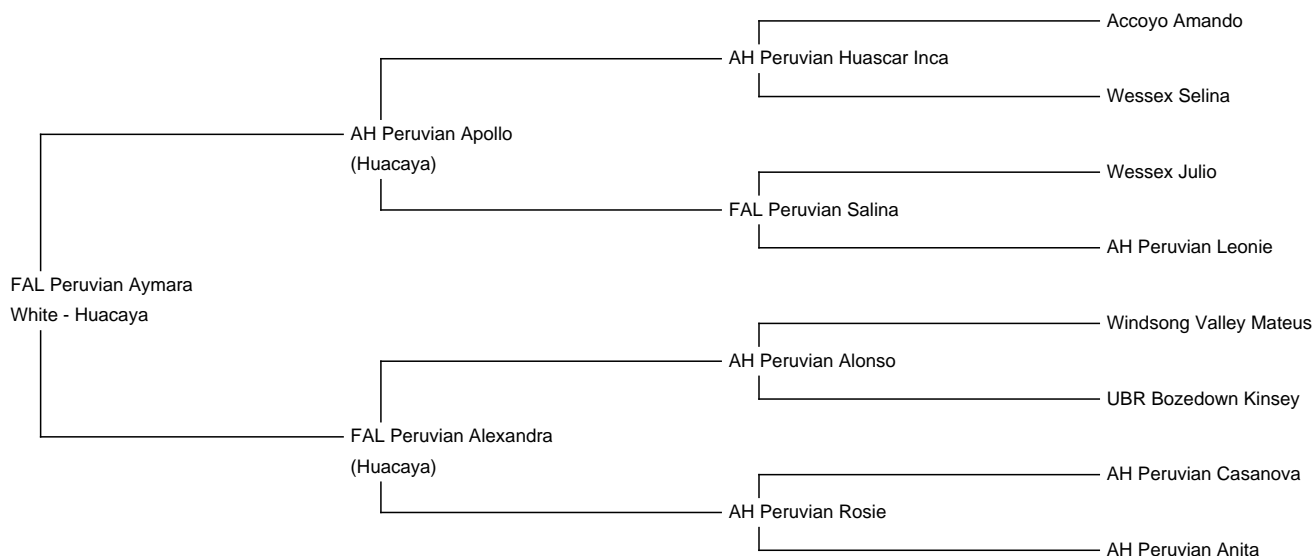 Accoyo Amando
AH Peruvian Huascar Inca
Wessex Selina
AH Peruvian Apollo
(Huacaya)
Wessex Julio
FAL Peruvian Salina
AH Peruvian Leonie
FAL Peruvian Aymara
White - Huacaya
Windsong Valley Mateus
AH Peruvian Alonso
UBR Bozedown Kinsey
FAL Peruvian Alexandra
(Huacaya)
AH Peruvian Casanova
AH Peruvian Rosie
AH Peruvian Anita